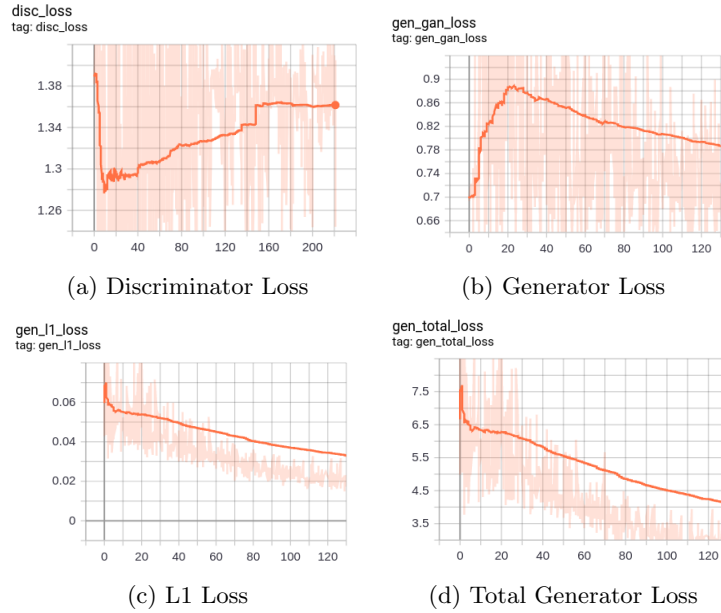 disc_loss
tag: disc_loss
1.38
1.34
1.3
1.26
0 40 80 120 160 200
(a) Discriminator Loss
gen_gan_loss
tag: gen_gan_loss
0.9
0.86
0.82
0.78
0.74
0.7
0.66
0 20 40 60 80 100 120
(b) Generator Loss
gen_l1_loss
tag: gen_l1_loss
0.06
0.04
0.02
0
0 20 40 60 80 100 120
(c) L1 Loss
gen_total_loss
tag: gen_total_loss
7.5
6.5
5.5
4.5
3.5
0 20 40 60 80 100 120
(d) Total Generator Loss